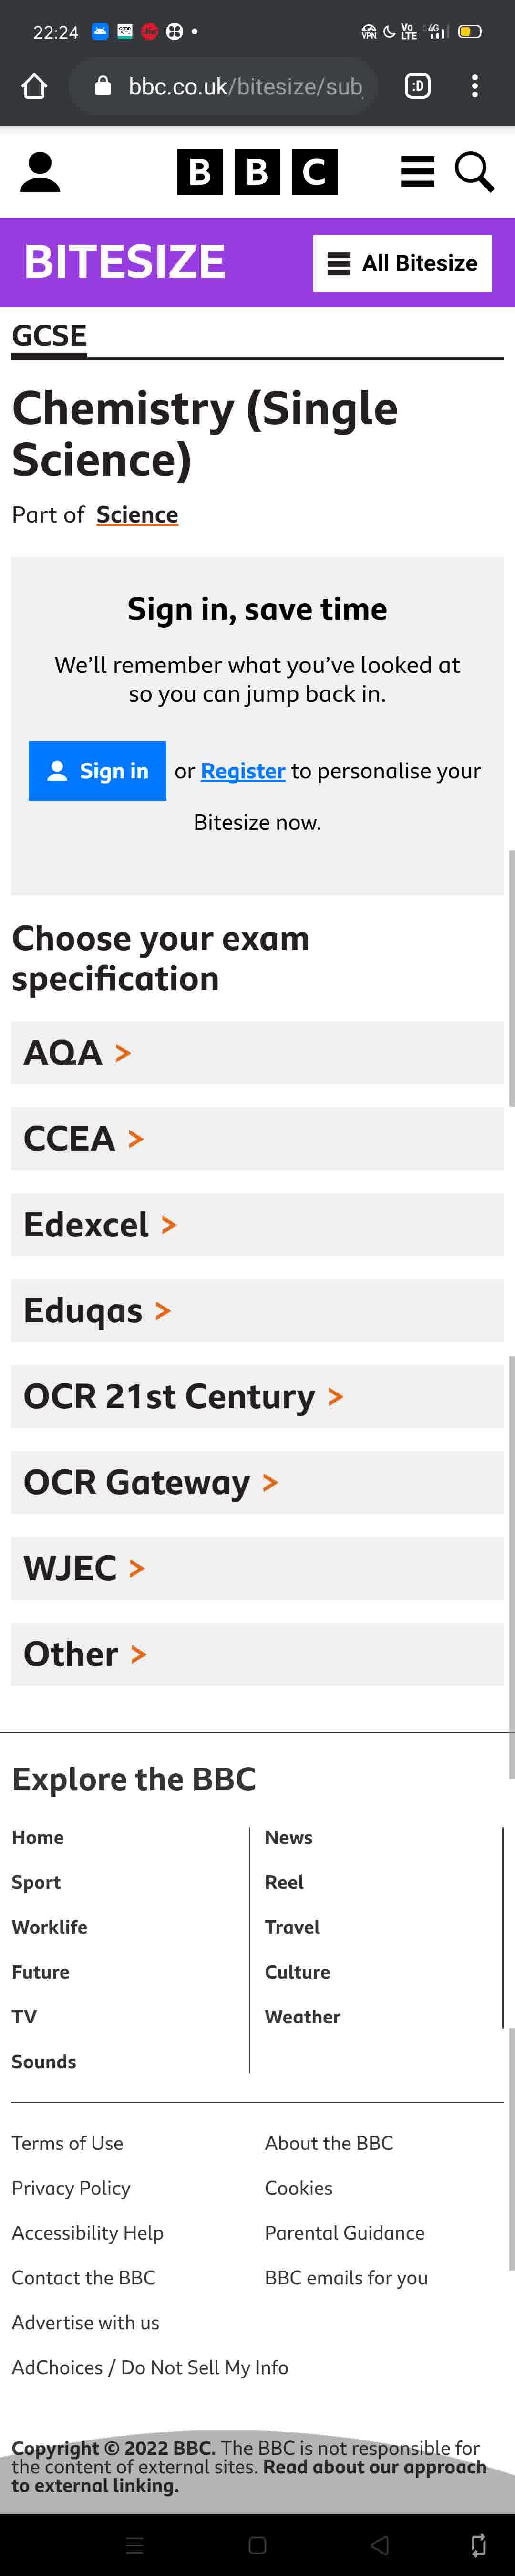 22:24 VPN Vo LTE 4G
bbc.co.uk/bitesize/sub :D
BBC
BITESIZE All Bitesize
GCSE
Chemistry (Single
Science)
Part of Science
Sign in, save time
We’ll remember what you’ve looked at
so you can jump back in.
Sign in or Register to personalise your
Bitesize now.
Choose your exam
specification
AQA >
CCEA >
Edexcel >
Eduqas >
OCR 21st Century >
OCR Gateway >
WJEC >
Other >
Explore the BBC
Home
Sport
Worklife
Future
TV
Sounds
News
Reel
Travel
Culture
Weather
Terms of Use
Privacy Policy
Accessibility Help
Contact the BBC
Advertise with us
AdChoices / Do Not Sell My Info
About the BBC
Cookies
Parental Guidance
BBC emails for you
Copyright © 2022 BBC. The BBC is not responsible for
the content of external sites. Read about our approach
to external linking.